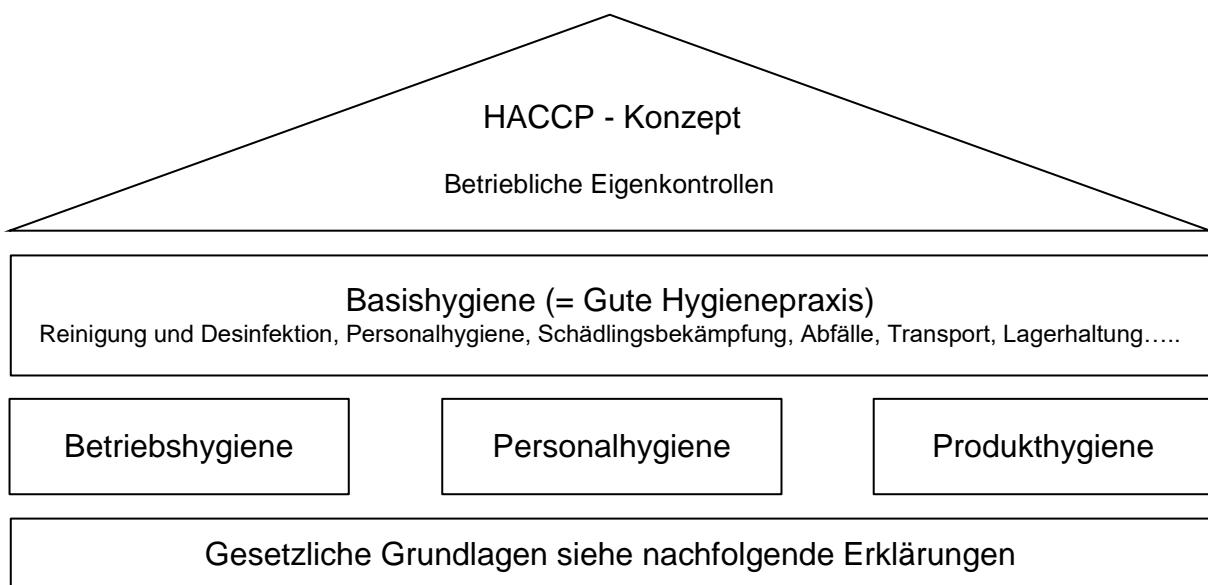 HACCP - Konzept
Betriebliche Eigenkontrollen
Basishygiene (= Gute Hygienepraxis)
Reinigung und Desinfektion, Personalhygiene, Schädlingsbekämpfung, Abfälle, Transport, Lagerhaltung…..
Betriebshygiene
Personalhygiene
Produkthygiene
Gesetzliche Grundlagen siehe nachfolgende Erklärungen